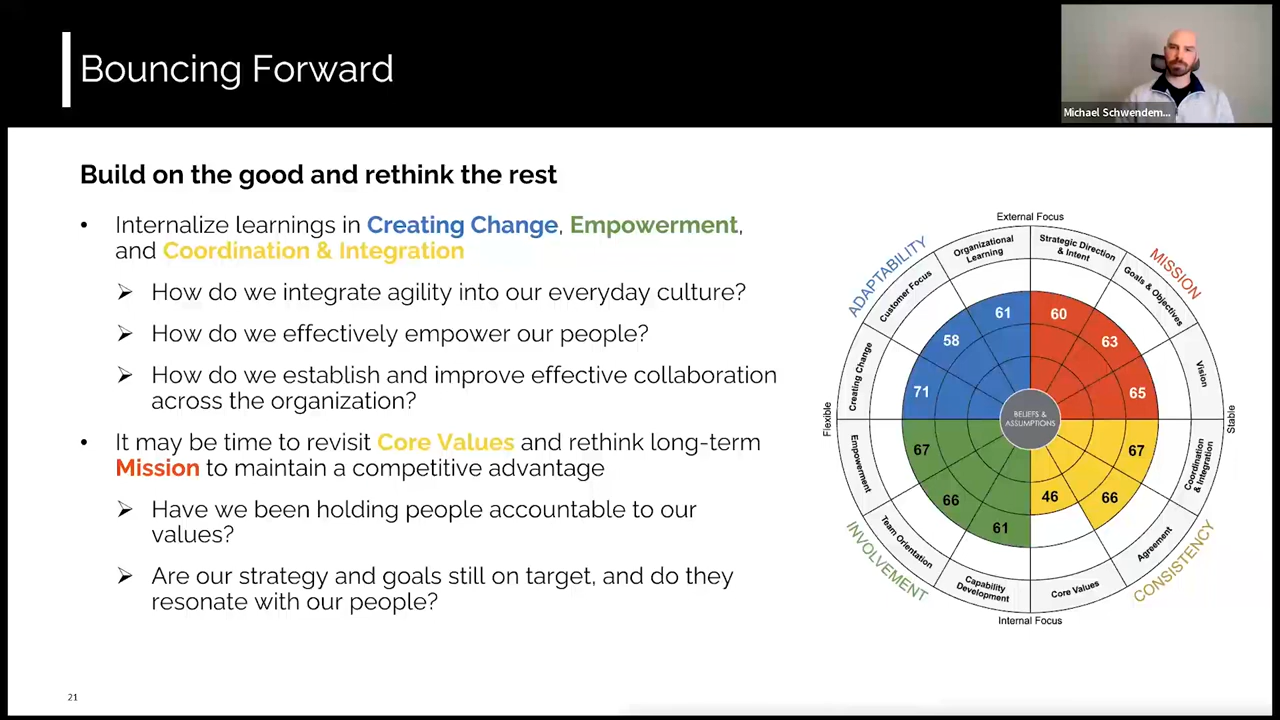 Bouncing Forward
Michael Schwendem...
Build on the good and rethink the rest
• Internalize learnings in Creating Change, Empowerment,
and Coordination & Integration
➢ How do we integrate agility into our everyday culture?
➢ How do we effectively empower our people?
➢ How do we establish and improve effective collaboration
across the organization?
• It may be time to revisit Core Values and rethink long-term
Mission to maintain a competitive advantage
➢ Have we been holding people accountable to our
values?
➢ Are our strategy and goals still on target, and do they
resonate with our people?
21
External Focus
ADAPTABILITY
MISSION
Organizational
Learning
Strategic Direction
& Intent
Customer Focus
Goals & Objectives
Creating Change
Vision
61
60
58
63
71
65
Flexible
BELIEFS &
ASSUMPTIONS
Stable
67
67
66
46
66
61
Empowerment
Coordination
& Integration
Team Orientation
Agreement
Capability
Development
Core Values
INVOLVEMENT
CONSISTENCY
Internal Focus